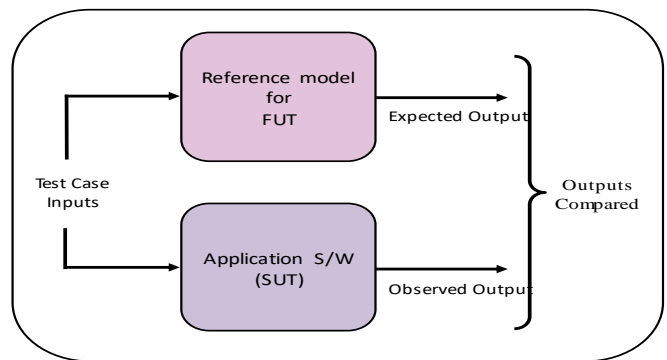 Reference model
for
FUT
Expected Output
Test Case
Inputs
Outputs
Compared
Application S/W
(SUT)
Observed Output